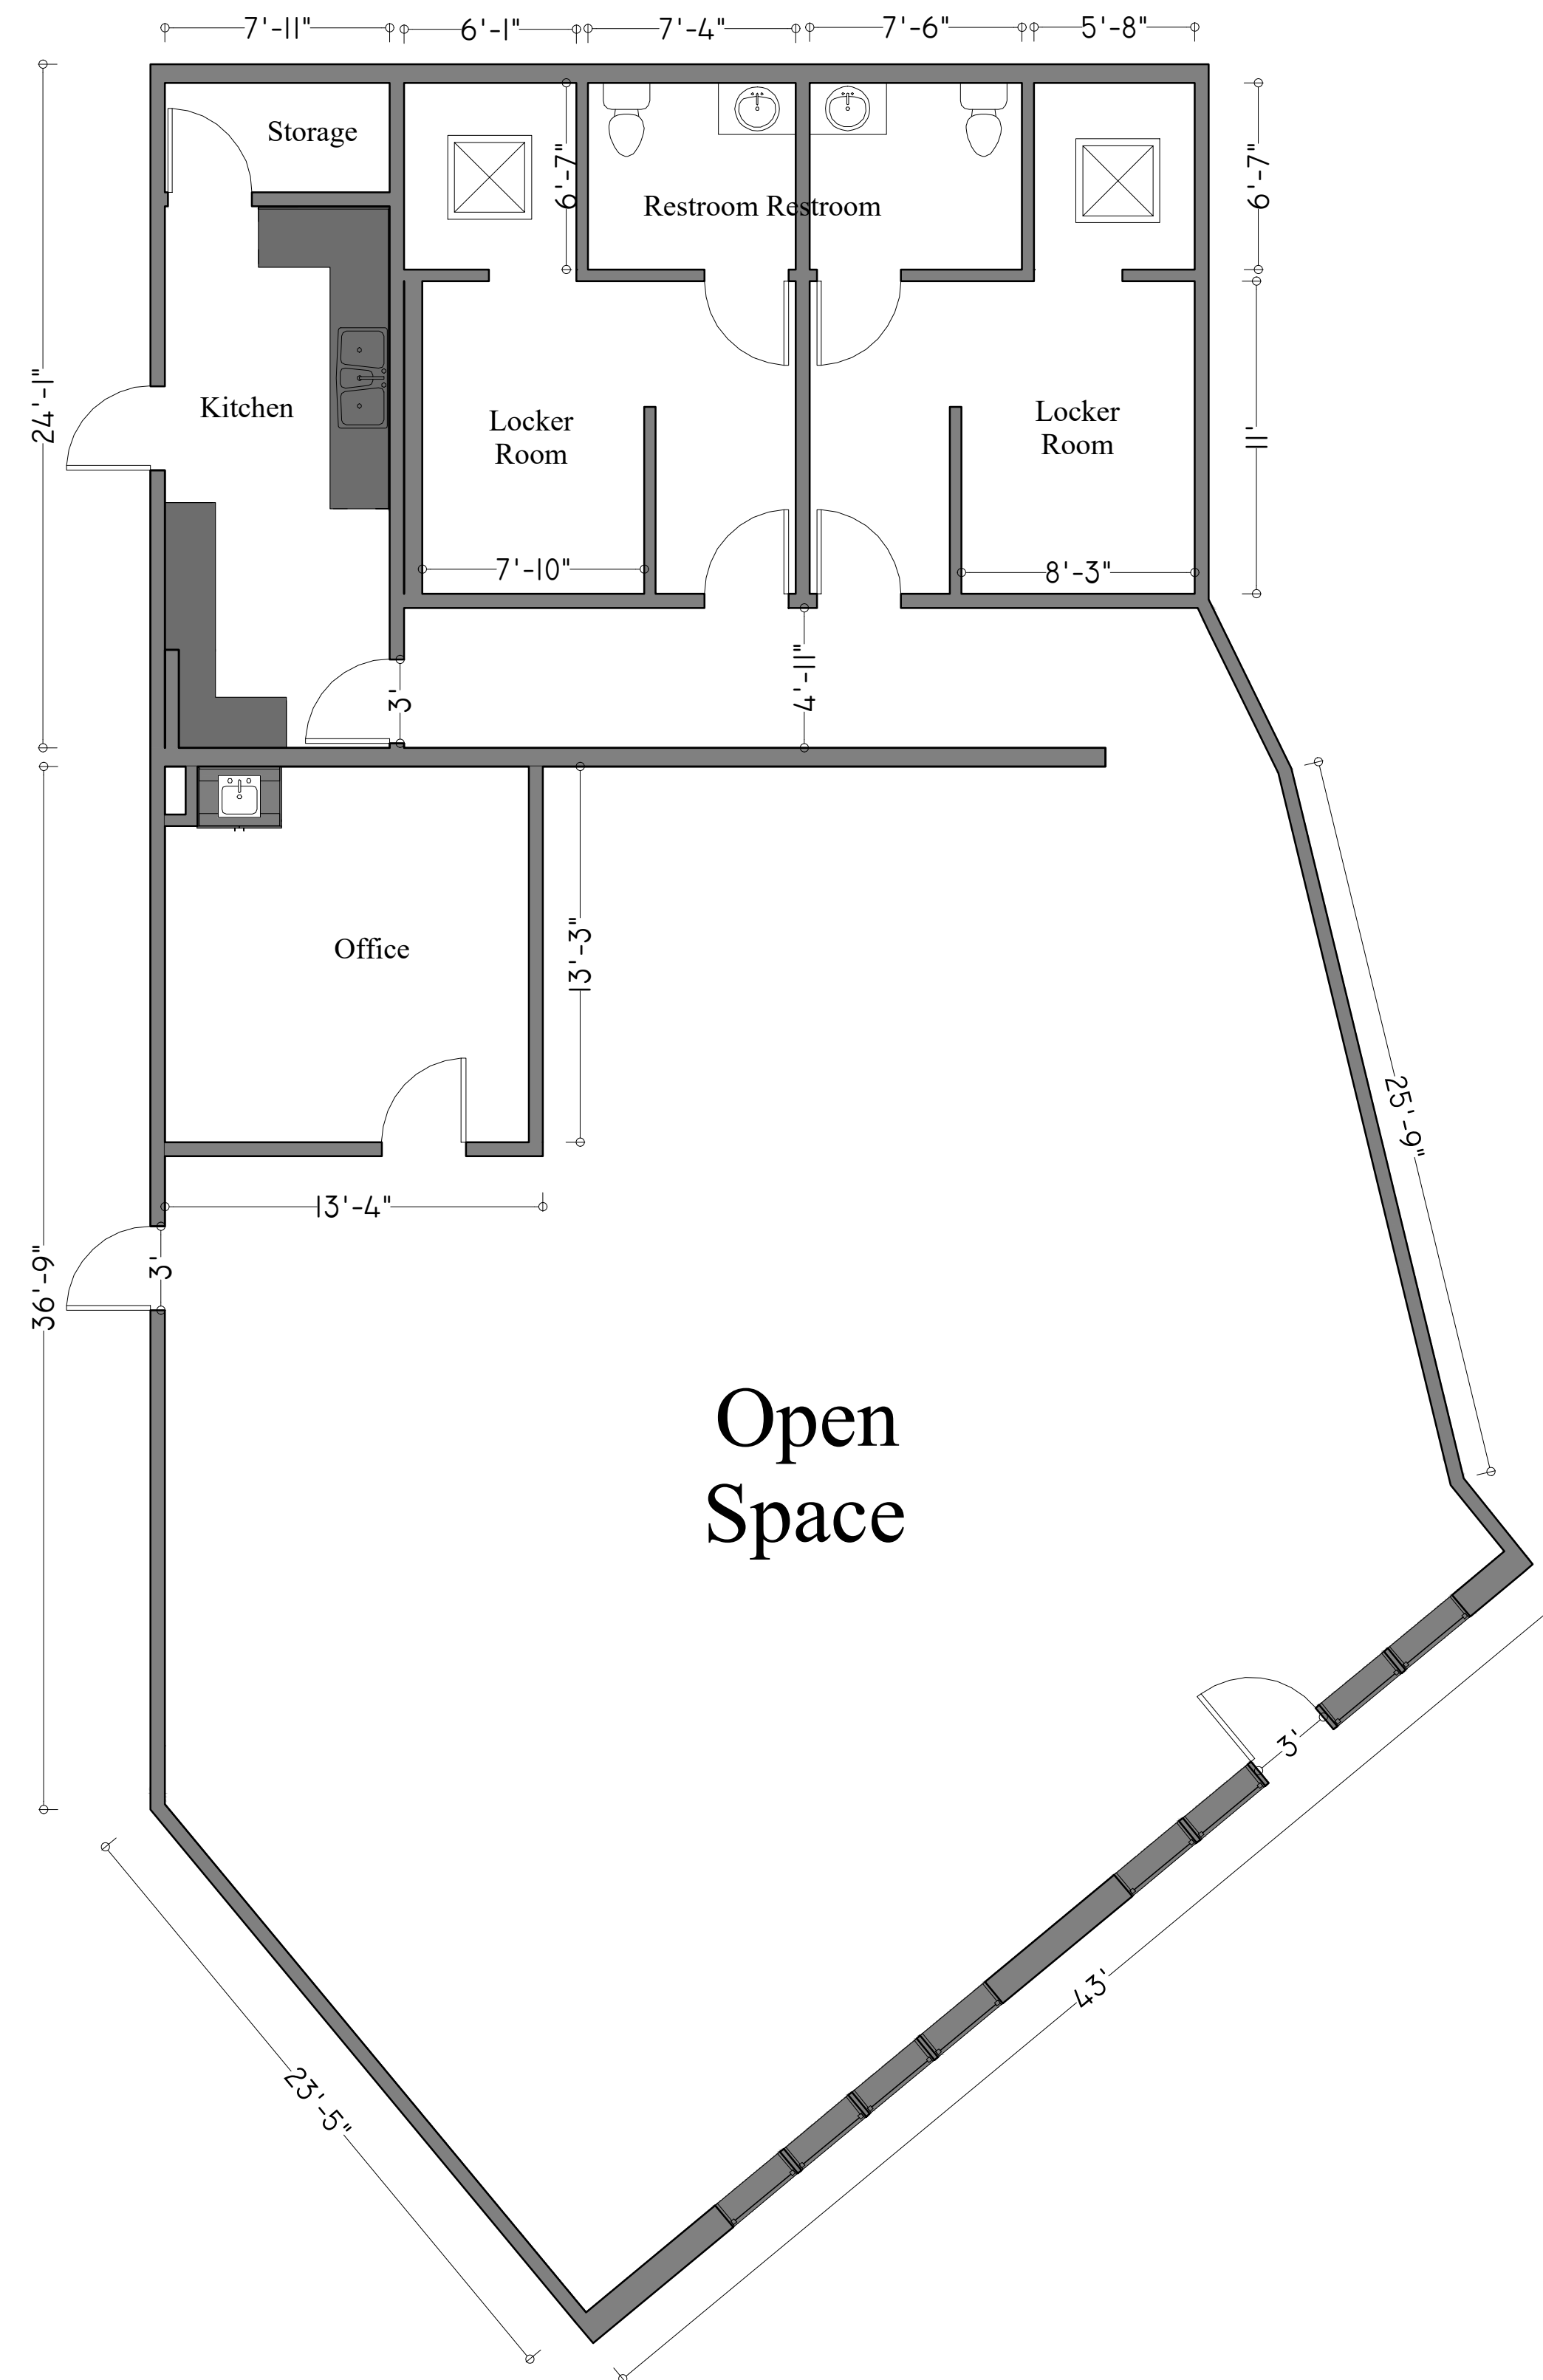 7'-11"
6'-1"
7'-4"
7'-6"
5'-8"
Storage
6'-7"
6'-7"
Restroom Restroom
24'-1"
Kitchen
Locker
Room
Locker
Room
11'
7'-10"
8'-3"
4'-11"
3'
Office
13'-3"
25'-9"
13'-4"
36'-9"
3'
Open
Space
3'
43'
23'-5"